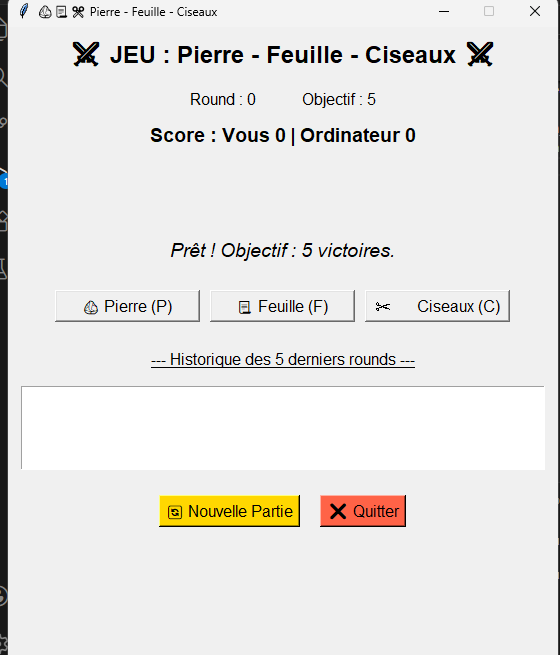 Pierre - Feuille - Ciseaux
JEU : Pierre - Feuille - Ciseaux
Round : 0 Objectif : 5
Score : Vous 0 | Ordinateur 0
Prêt ! Objectif : 5 victoires.
Pierre (P) Feuille (F) Ciseaux (C)
--- Historique des 5 derniers rounds ---
Nouvelle Partie Quitter